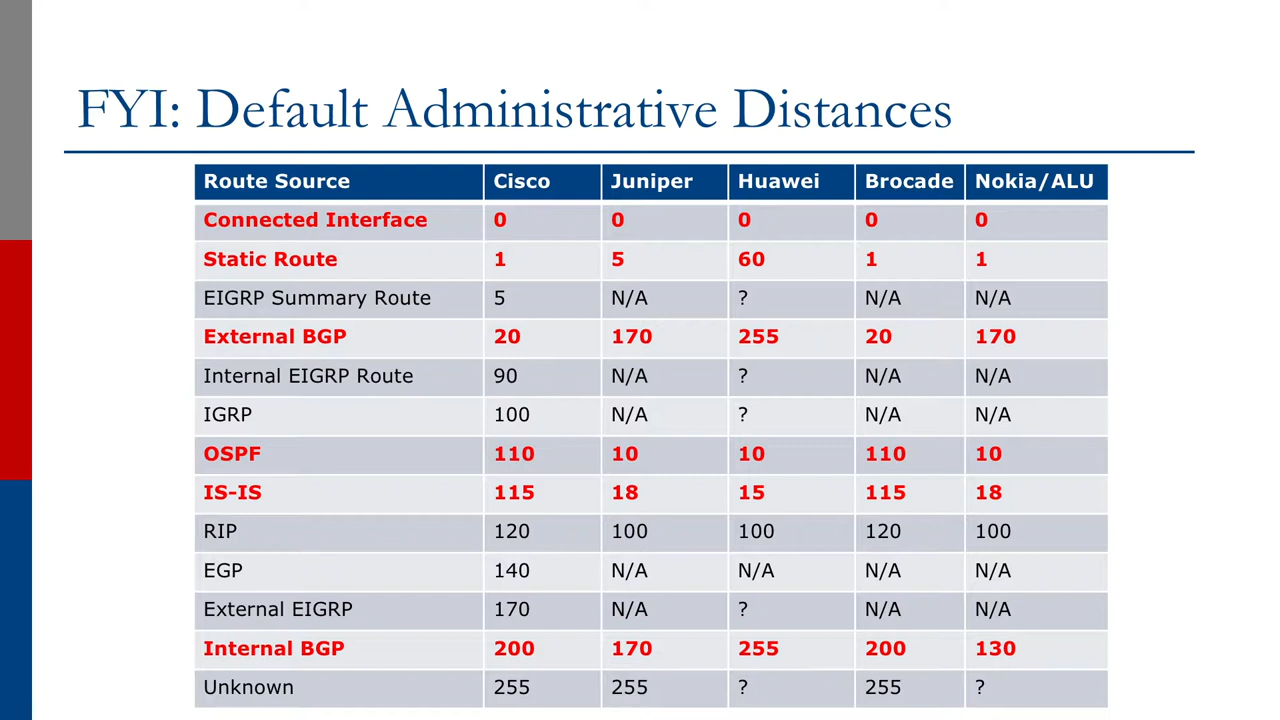 FYI: Default Administrative Distances
Route Source Cisco Juniper Huawei Brocade Nokia/ALU
Connected Interface 0 0 0 0 0
Static Route 1 5 60 1 1
EIGRP Summary Route 5 N/A ? N/A N/A
External BGP 20 170 255 20 170
Internal EIGRP Route 90 N/A ? N/A N/A
IGRP 100 N/A ? N/A N/A
OSPF 110 10 10 110 10
IS-IS 115 18 15 115 18
RIP 120 100 100 120 100
EGP 140 N/A N/A N/A N/A
External EIGRP 170 N/A ? N/A N/A
Internal BGP 200 170 255 200 130
Unknown 255 255 ? 255 ?